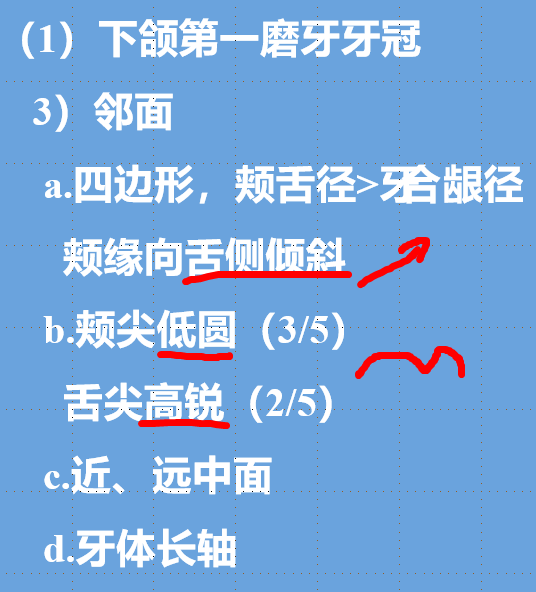 （1）下颌第一磨牙牙冠
3）邻面
a.四边形，颊舌径>牙合龈径
颊缘向舌侧倾斜
b.颊尖低圆（3/5）
舌尖高锐（2/5）
c.近、远中面
d.牙体长轴